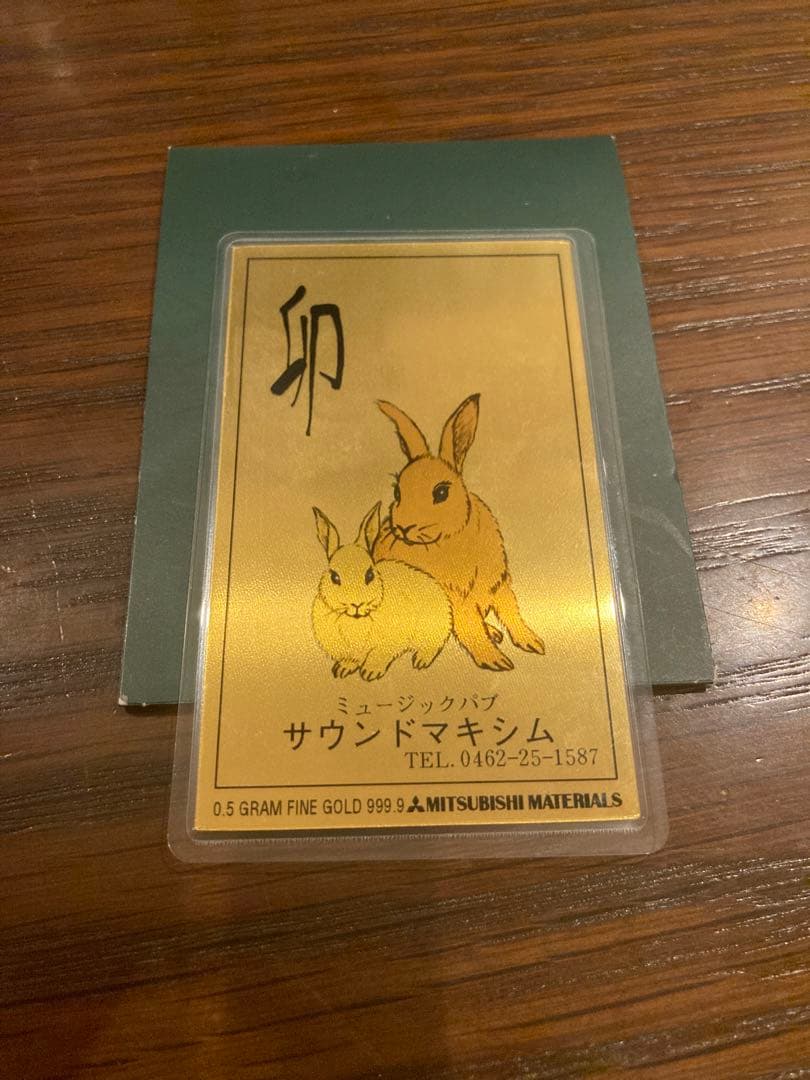 卯
ミュージックパブ
サウンドマキシム
TEL. 0462-25-1587
0.5 GRAM FINE GOLD 999.9 MITSUBISHI MATERIALS